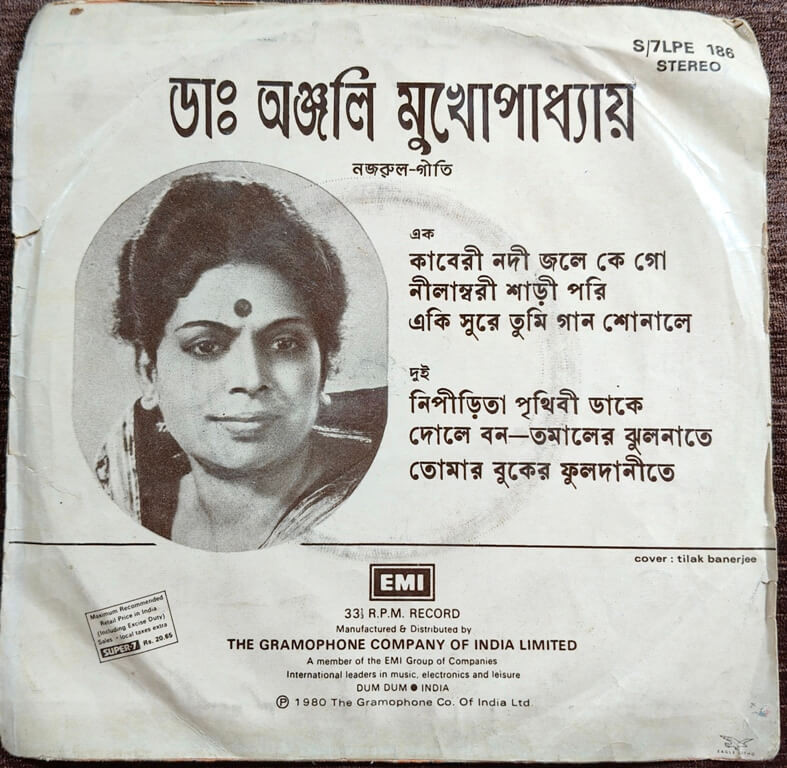 S/7LPE 186
STEREO
ডাঃ অঞ্জলি মুখোপাধ্যায়
নজরুল-গীতি
এক
কাবেরী নদী জলে কে গো
নীলাম্বরী শাড়ী পরি
একি সুরে তুমি গান শোনালে
দুই
নিপীড়িতা পৃথিবী ডাকে
দোলে বন—তমালের ঝুলনাতে
তোমার বুকের ফুলদানীতে
cover : tilak banerjee
EMI
33⅓ R.P.M. RECORD
Manufactured & Distributed by
THE GRAMOPHONE COMPANY OF INDIA LIMITED
A member of the EMI Group of Companies
International leaders in music, electronics and leisure
DUM DUM ● INDIA
Ⓟ 1980 The Gramophone Co. Of India Ltd.
Maximum Recommended
Retail Price in India
(Including Excise Duty)
Sales - local taxes extra
SUPER-7 Rs. 20.65
EAGLE LITHO